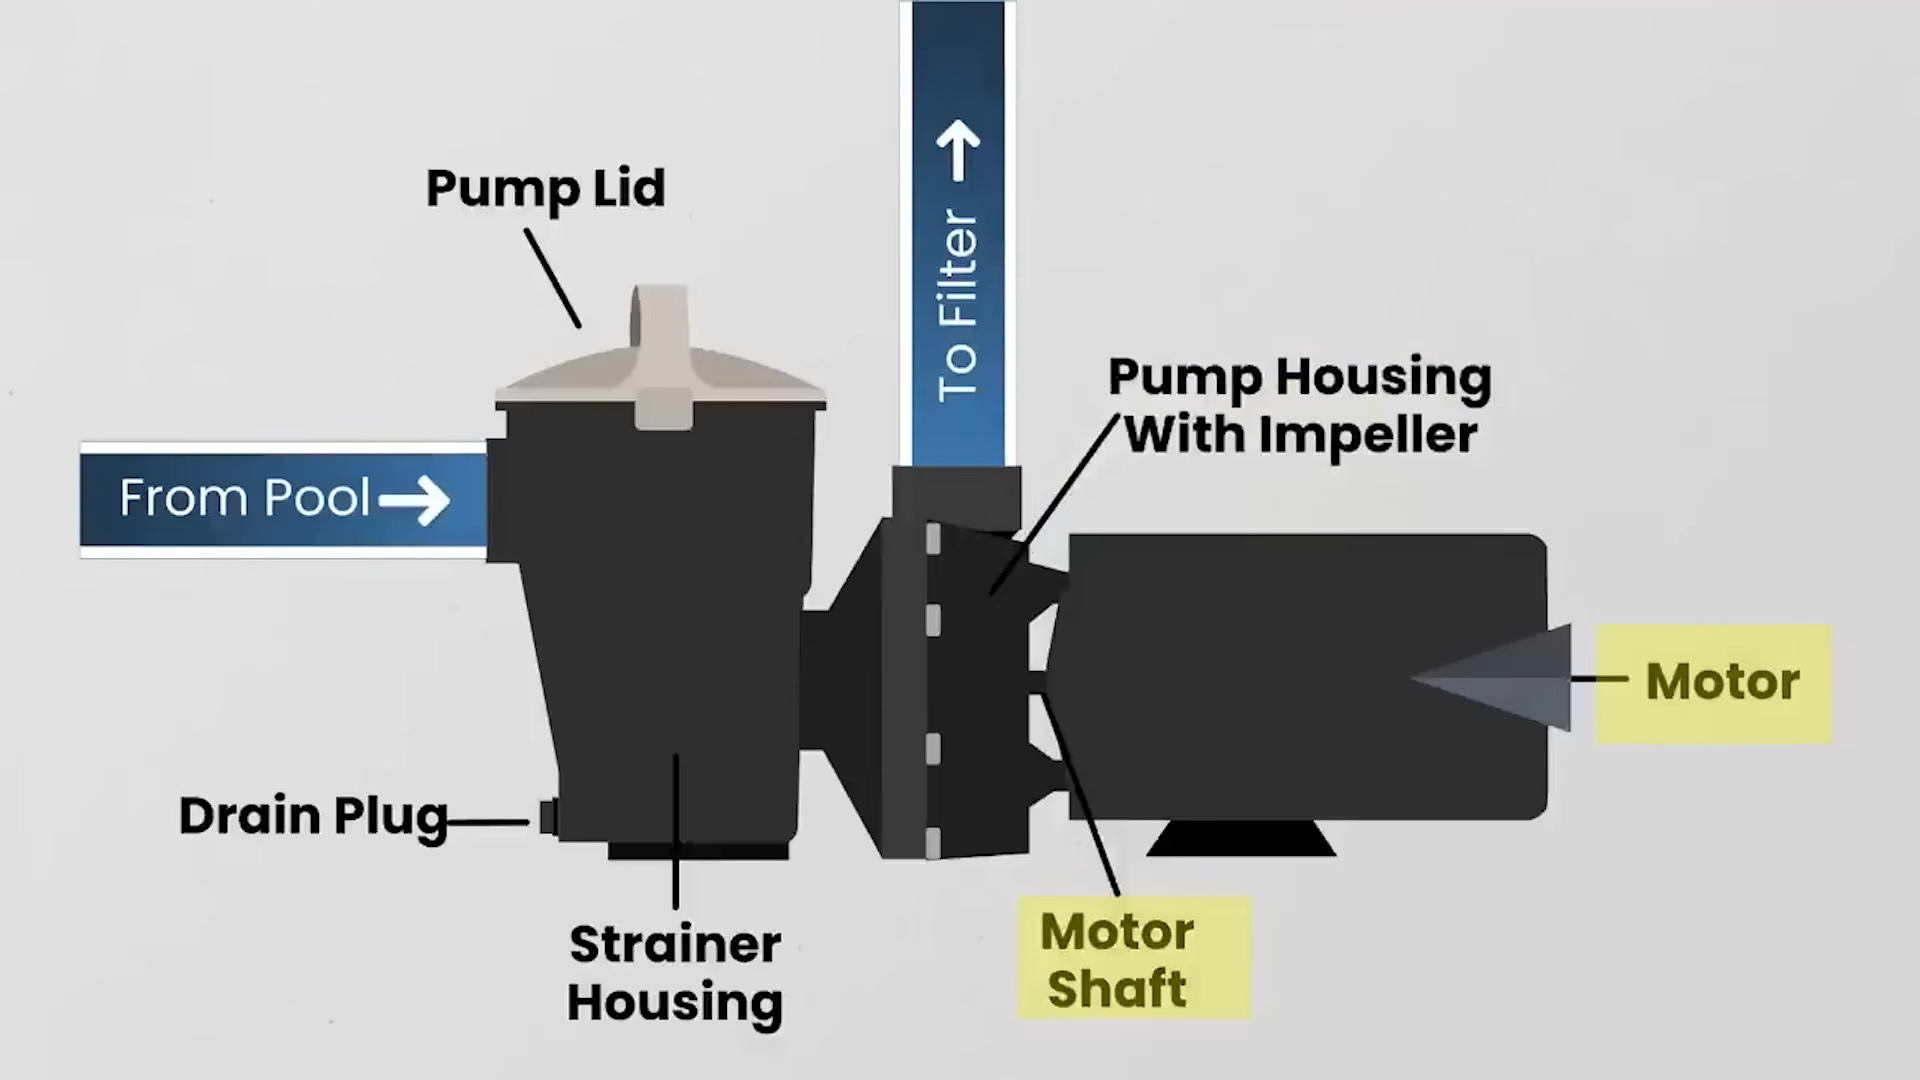 Pump Lid
To Filter
Pump Housing
With Impeller
From Pool
Motor
Drain Plug
Strainer
Housing
Motor
Shaft